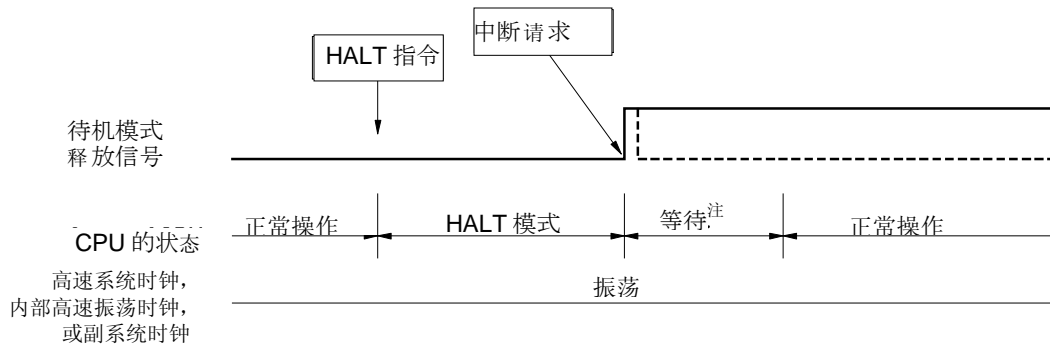 HALT 指令
中断请求
待机模式
释放信号
正常操作
HALT 模式
等待注
正常操作
CPU 的状态
高速系统时钟，
内部高速振荡时钟，
或副系统时钟
振荡